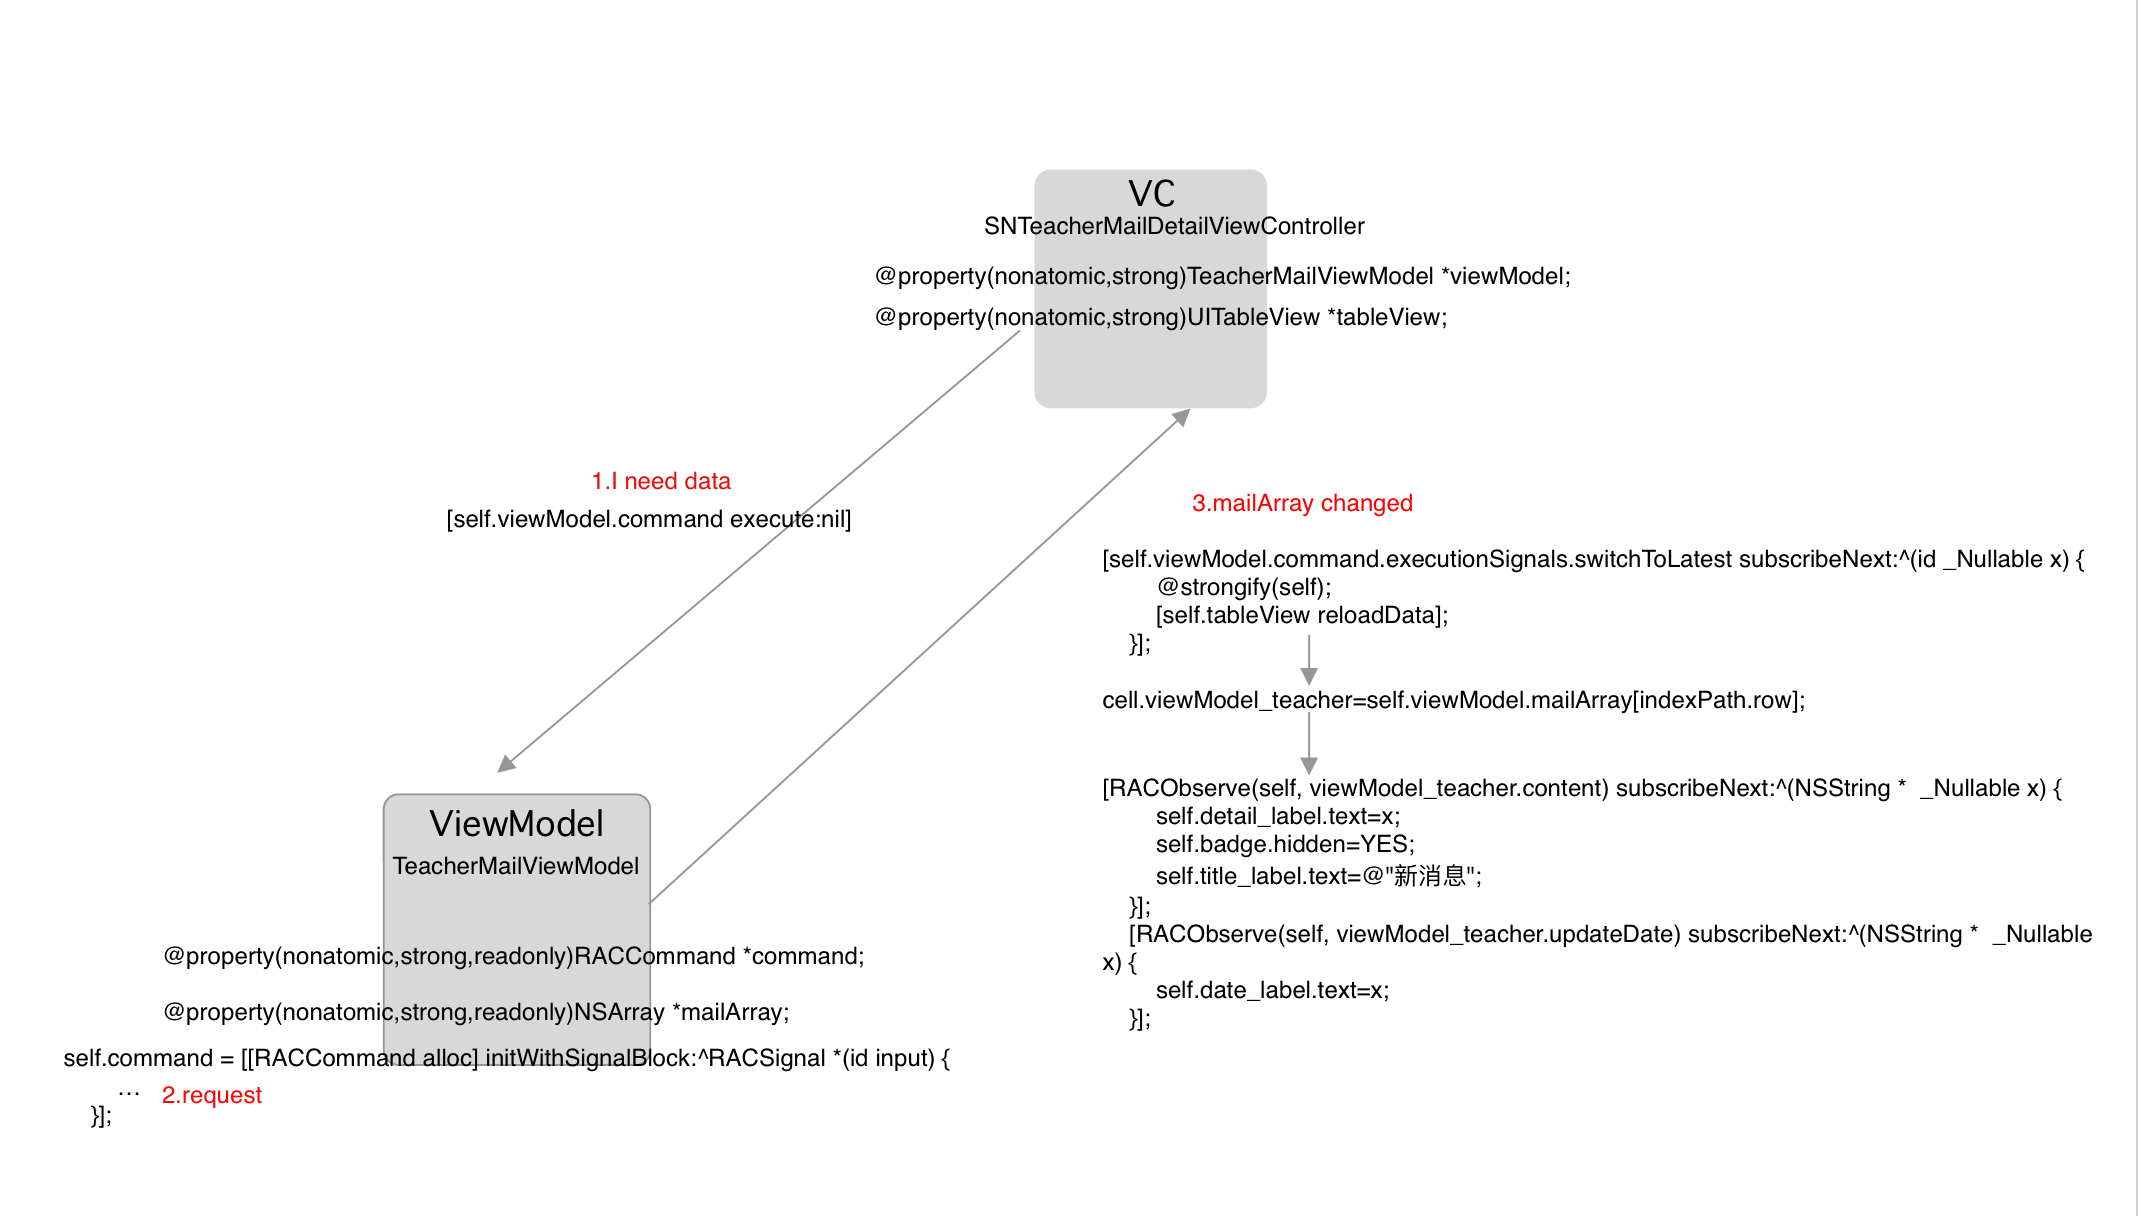 VC
SNTeacherMailDetailViewController
@property(nonatomic,strong)TeacherMailViewModel *viewModel;
@property(nonatomic,strong)UITableView *tableView;
1.I need data
[self.viewModel.command execute:nil]
3.mailArray changed
[self.viewModel.command.executionSignals.switchToLatest subscribeNext:^(id _Nullable x) {
@strongify(self);
[self.tableView reloadData];
}];
cell.viewModel_teacher=self.viewModel.mailArray[indexPath.row];
[RACObserve(self, viewModel_teacher.content) subscribeNext:^(NSString *  _Nullable x) {
self.detail_label.text=x;
self.badge.hidden=YES;
self.title_label.text=@"新消息";
}];
[RACObserve(self, viewModel_teacher.updateDate) subscribeNext:^(NSString *  _Nullable
x) {
self.date_label.text=x;
}];
ViewModel
TeacherMailViewModel
@property(nonatomic,strong,readonly)RACCommand *command;
@property(nonatomic,strong,readonly)NSArray *mailArray;
self.command = [[RACCommand alloc] initWithSignalBlock:^RACSignal *(id input) {
… 2.request
}];